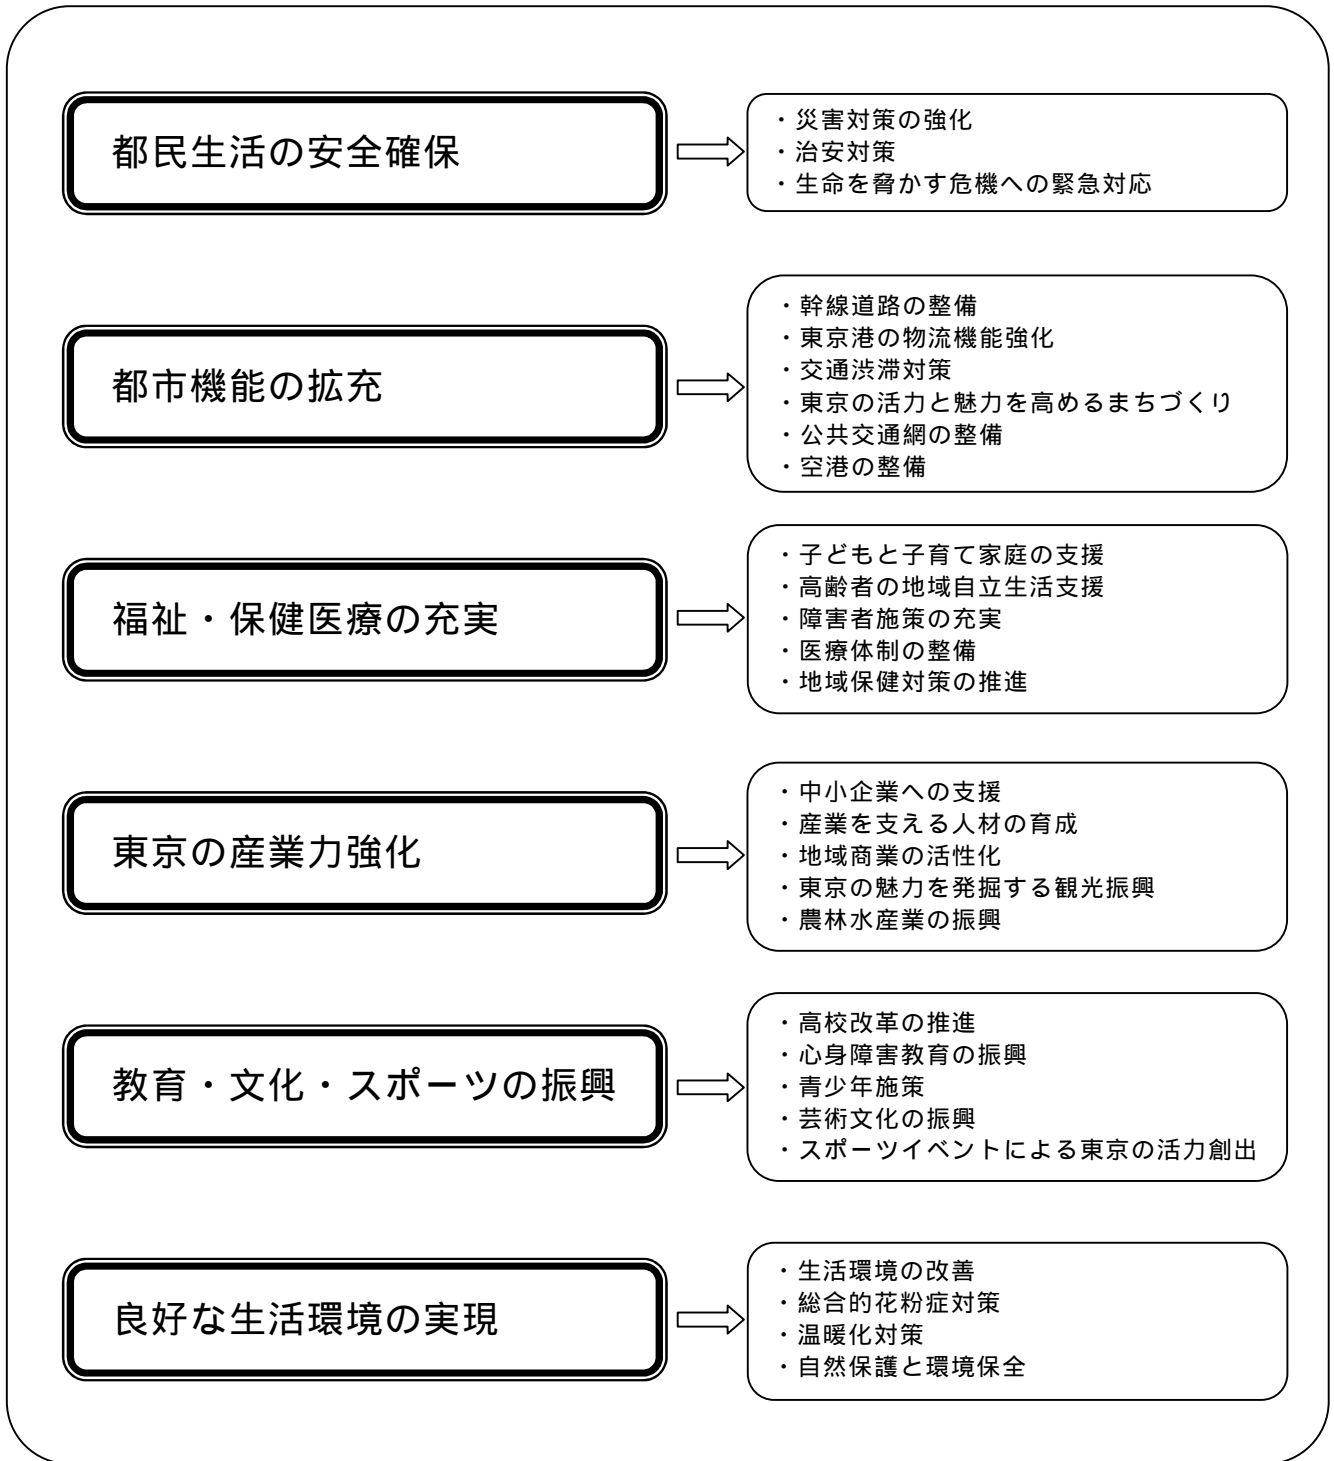 都民生活の安全確保
・災害対策の強化
・治安対策
・生命を脅かす危機への緊急対応
都市機能の拡充
・幹線道路の整備
・東京港の物流機能強化
・交通渋滞対策
・東京の活力と魅力を高めるまちづくり
・公共交通網の整備
・空港の整備
福祉・保健医療の充実
・子どもと子育て家庭の支援
・高齢者の地域自立生活支援
・障害者施策の充実
・医療体制の整備
・地域保健対策の推進
東京の産業力強化
・中小企業への支援
・産業を支える人材の育成
・地域商業の活性化
・東京の魅力を発掘する観光振興
・農林水産業の振興
教育・文化・スポーツの振興
・高校改革の推進
・心身障害教育の振興
・青少年施策
・芸術文化の振興
・スポーツイベントによる東京の活力創出
良好な生活環境の実現
・生活環境の改善
・総合的花粉症対策
・温暖化対策
・自然保護と環境保全